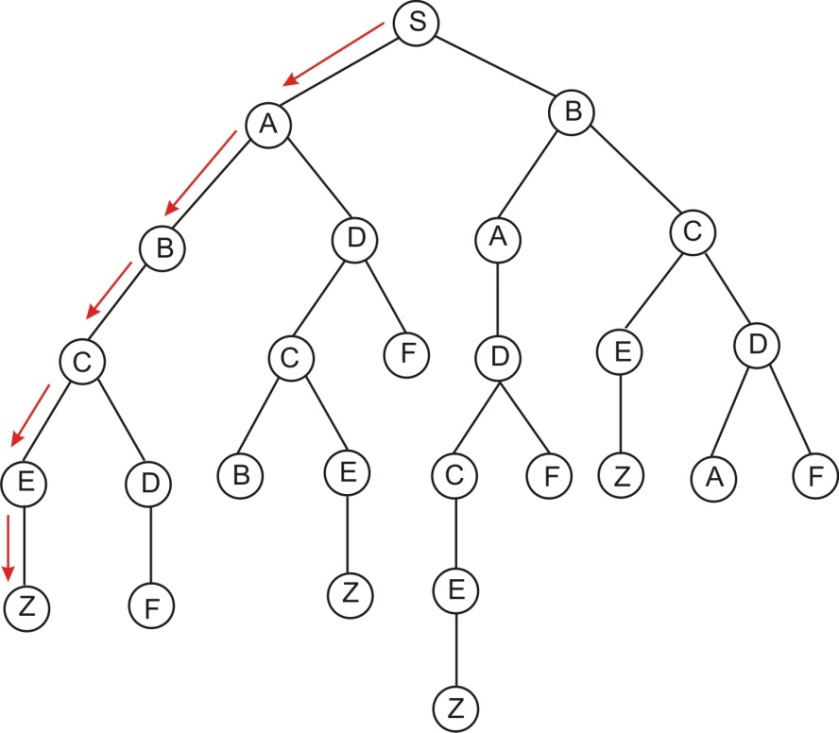 S
A B
B D A C
C C F D E D
E D B E C F Z A F
Z F Z E
Z